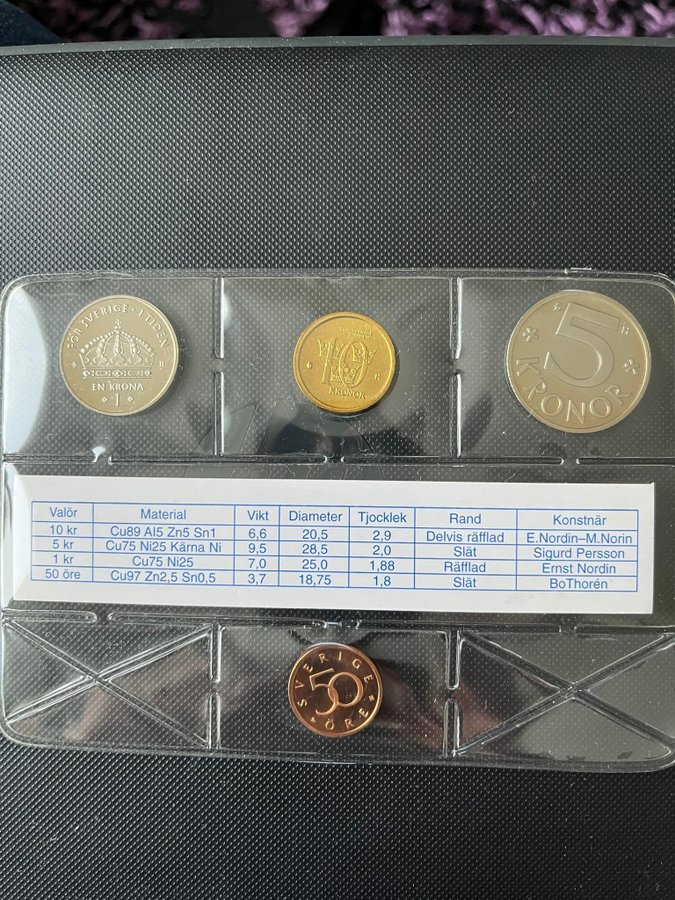 FÖR SVERIGE · I TIDEN
EN KRONA
1
10
KRONOR
5
KRONOR
Valör Material Vikt Diameter Tjocklek Rand Konstnär
10 kr Cu89 Al5 Zn5 Sn1 6,6 20,5 2,9 Delvis räfflad E.Nordin–M.Norin
5 kr Cu75 Ni25 Kärna Ni 9,5 28,5 2,0 Slät Sigurd Persson
1 kr Cu75 Ni25 7,0 25,0 1,88 Räfflad Ernst Nordin
50 öre Cu97 Zn2,5 Sn0,5 3,7 18,75 1,8 Slät BoThorén
SVERIGE
50
ÖRE